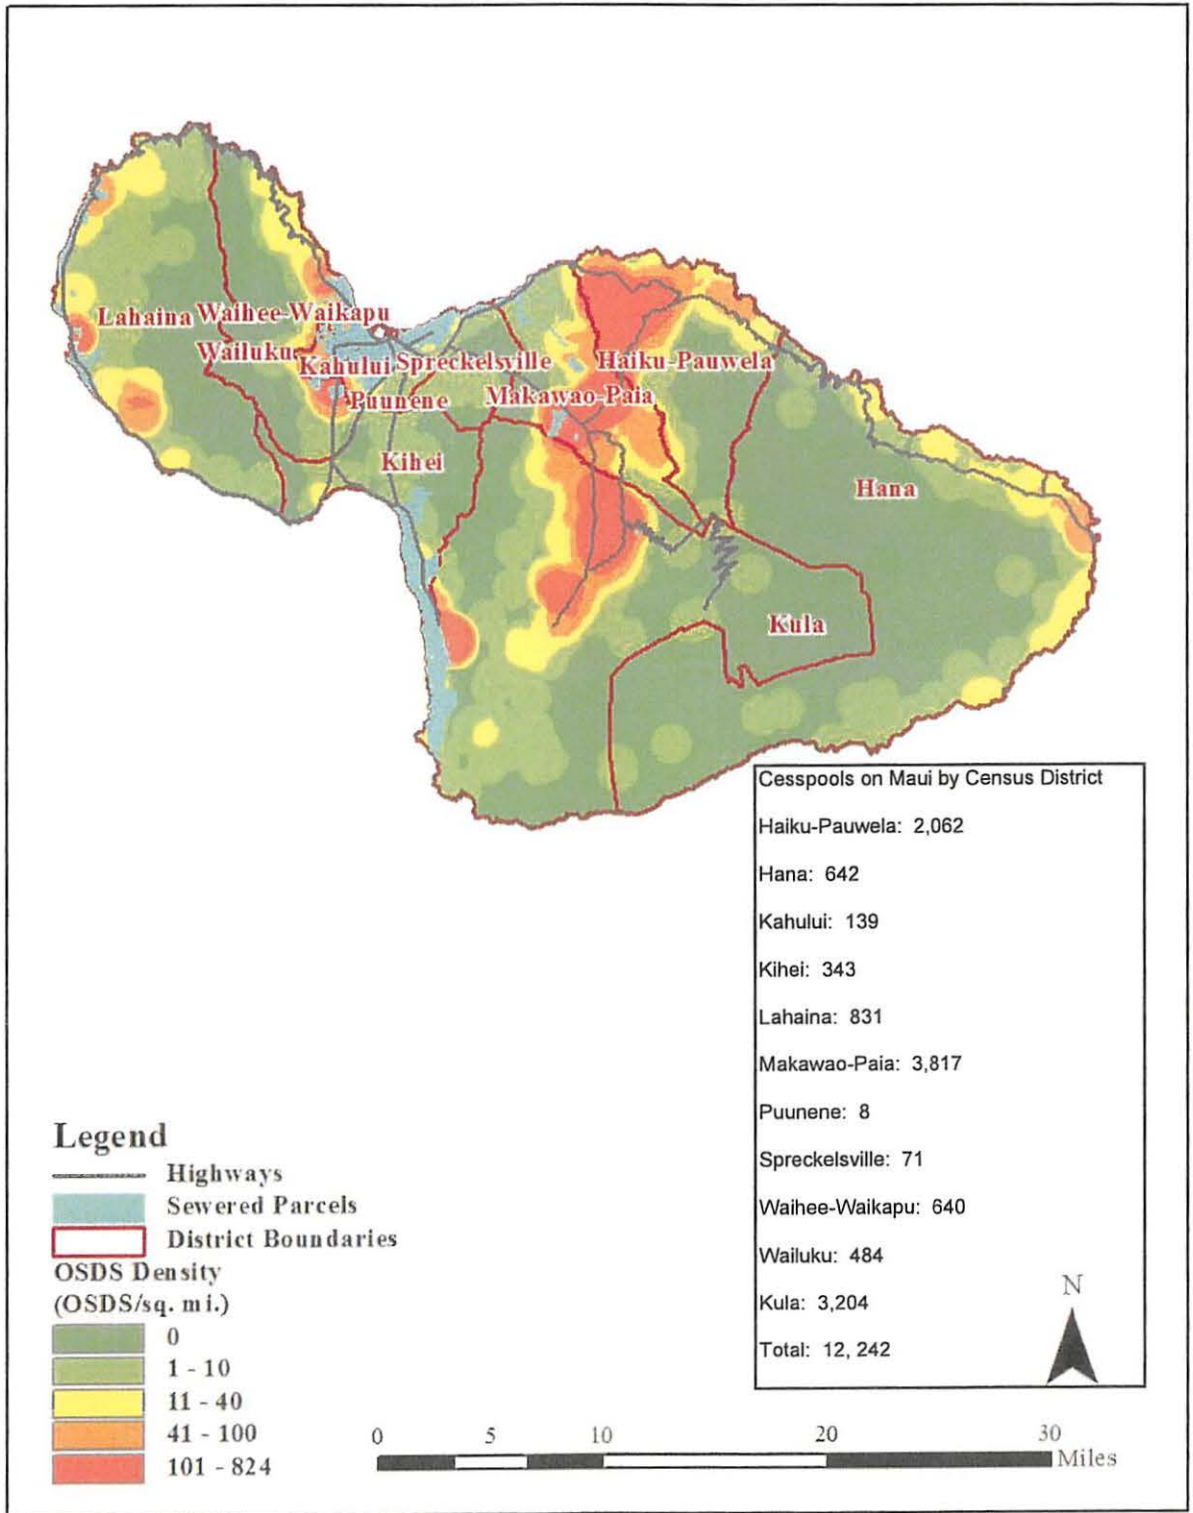 Lahaina Waihee-Waikapu
Wailuku
Kahului Spreckelsville
Haiku-Pauwela
Puunene
Makawao-Paia
Kihei
Hana
Kula
Cesspools on Maui by Census District
Haiku-Pauwela: 2,062
Hana: 642
Kahului: 139
Kihei: 343
Lahaina: 831
Makawao-Paia: 3,817
Puunene: 8
Spreckelsville: 71
Waihee-Waikapu: 640
Wailuku: 484
Kula: 3,204
Total: 12, 242
N
Legend
Highways
Sewered Parcels
District Boundaries
OSDS Density
(OSDS/sq. mi.)
0
1 - 10
11 - 40
41 - 100
101 - 824
0 5 10 20 30
Miles